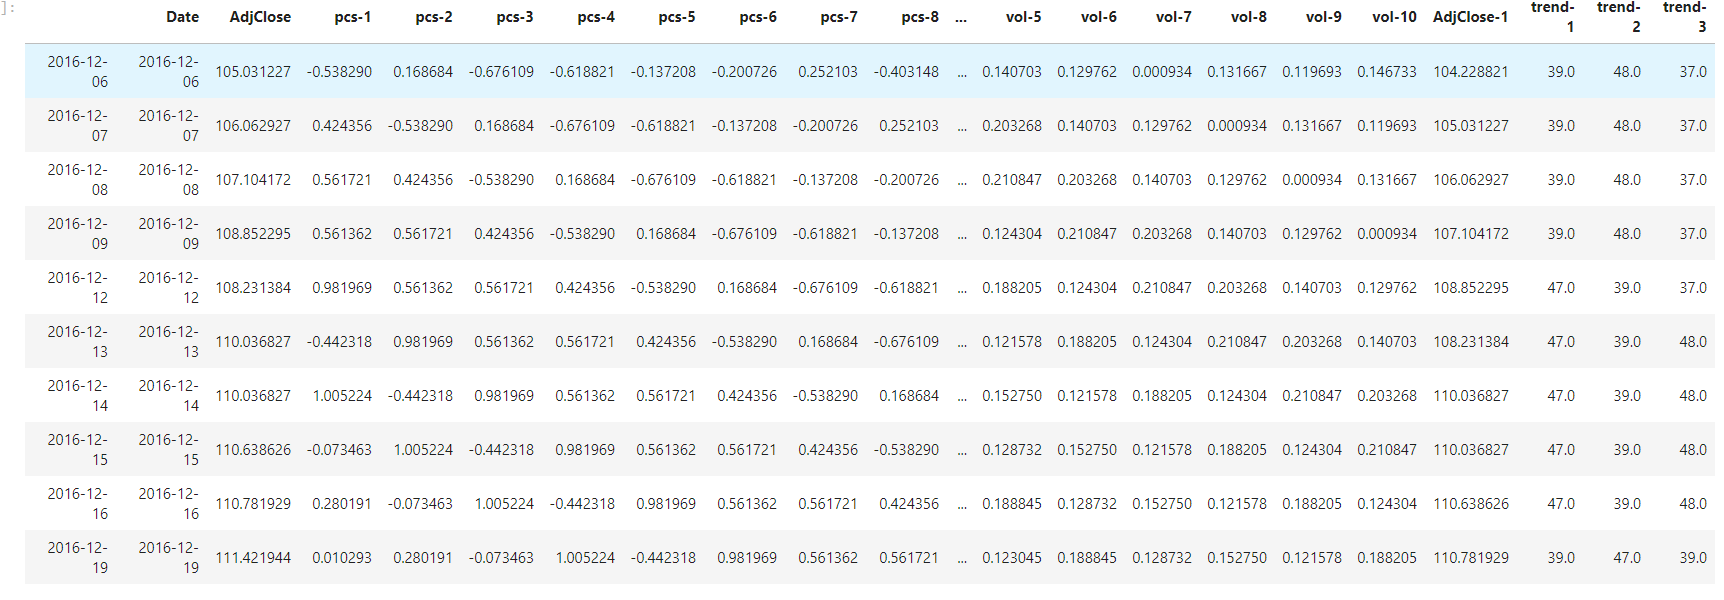 ]:
Date AdjClose pcs-1 pcs-2 pcs-3 pcs-4 pcs-5 pcs-6 pcs-7 pcs-8 ... vol-5 vol-6 vol-7 vol-8 vol-9 vol-10 AdjClose-1 trend-1 trend-2 trend-3
2016-12-06 2016-12-06 105.031227 -0.538290 0.168684 -0.676109 -0.618821 -0.137208 -0.200726 0.252103 -0.403148 ... 0.140703 0.129762 0.000934 0.131667 0.119693 0.146733 104.228821 39.0 48.0 37.0
2016-12-07 2016-12-07 106.062927 0.424356 -0.538290 0.168684 -0.676109 -0.618821 -0.137208 -0.200726 0.252103 ... 0.203268 0.140703 0.129762 0.000934 0.131667 0.119693 105.031227 39.0 48.0 37.0
2016-12-08 2016-12-08 107.104172 0.561721 0.424356 -0.538290 0.168684 -0.676109 -0.618821 -0.137208 -0.200726 ... 0.210847 0.203268 0.140703 0.129762 0.000934 0.131667 106.062927 39.0 48.0 37.0
2016-12-09 2016-12-09 108.852295 0.561362 0.561721 0.424356 -0.538290 0.168684 -0.676109 -0.618821 -0.137208 ... 0.124304 0.210847 0.203268 0.140703 0.129762 0.000934 107.104172 39.0 48.0 37.0
2016-12-12 2016-12-12 108.231384 0.981969 0.561362 0.561721 0.424356 -0.538290 0.168684 -0.676109 -0.618821 ... 0.188205 0.124304 0.210847 0.203268 0.140703 0.129762 108.852295 47.0 39.0 37.0
2016-12-13 2016-12-13 110.036827 -0.442318 0.981969 0.561362 0.561721 0.424356 -0.538290 0.168684 -0.676109 ... 0.121578 0.188205 0.124304 0.210847 0.203268 0.140703 108.231384 47.0 39.0 48.0
2016-12-14 2016-12-14 110.036827 1.005224 -0.442318 0.981969 0.561362 0.561721 0.424356 -0.538290 0.168684 ... 0.152750 0.121578 0.188205 0.124304 0.210847 0.203268 110.036827 47.0 39.0 48.0
2016-12-15 2016-12-15 110.638626 -0.073463 1.005224 -0.442318 0.981969 0.561362 0.561721 0.424356 -0.538290 ... 0.128732 0.152750 0.121578 0.188205 0.124304 0.210847 110.036827 47.0 39.0 48.0
2016-12-16 2016-12-16 110.781929 0.280191 -0.073463 1.005224 -0.442318 0.981969 0.561362 0.561721 0.424356 ... 0.188845 0.128732 0.152750 0.121578 0.188205 0.124304 110.638626 47.0 39.0 48.0
2016-12-19 2016-12-19 111.421944 0.010293 0.280191 -0.073463 1.005224 -0.442318 0.981969 0.561362 0.561721 ... 0.123045 0.188845 0.128732 0.152750 0.121578 0.188205 110.781929 39.0 47.0 39.0